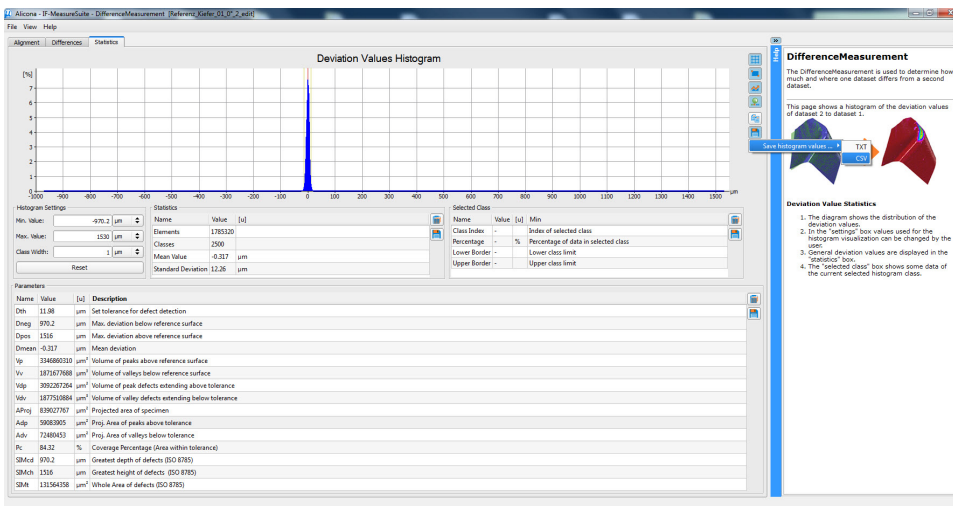 Alicona - IF-MeasureSuite - DifferenceMeasurement [Referenz_Kiefer_01_0°_2_edit]
File View Help
Alignment Differences Statistics
Deviation Values Histogram
[%]
7
6
5
4
3
2
1
0
-1000 -900 -800 -700 -600 -500 -400 -300 -200 -100 0 100 200 300 400 500 600 700 800 900 1000 1100 1200 1300 1400 1500 µm
Histogram Settings
Min. Value: -970.2 µm
Max. Value: 1530 µm
Class Width: 1 µm
Reset
Statistics
Name Value [u]
Elements 1785320
Classes 2500
Mean Value -0.317 µm
Standard Deviation 12.26 µm
Selected Class
Name Value [u] Min
Class Index - Index of selected class
Percentage - % Percentage of data in selected class
Lower Border - Lower class limit
Upper Border - Upper class limit
Parameters
Name Value [u] Description
Dth 11.98 µm Set tolerance for defect detection
Dneg 970.2 µm Max. deviation below reference surface
Dpos 1516 µm Max. deviation above reference surface
Dmean -0.317 µm Mean deviation
Vp 3346860310 µm³ Volume of peaks above reference surface
Vv 1871677688 µm³ Volume of valleys below reference surface
Vdp 3092267264 µm³ Volume of peak defects extending above tolerance
Vdv 1877510884 µm³ Volume of valley defects extending below tolerance
AProj 839027767 µm² Projected area of specimen
Adp 59083905 µm² Proj. Area of peaks above tolerance
Adv 72480453 µm² Proj. Area of valleys below tolerance
Pc 84.32 % Coverage Percentage (Area within tolerance)
SIMcd 970.2 µm Greatest depth of defects (ISO 8785)
SIMch 1516 µm Greatest height of defects (ISO 8785)
SIMt 131564358 µm² Whole Area of defects (ISO 8785)
Help
DifferenceMeasurement
The DifferenceMeasurement is used to determine how
much and where one dataset differs from a second
dataset.
This page shows a histogram of the deviation values
of dataset 2 to dataset 1.
Save histogram values ...
TXT
CSV
Deviation Value Statistics
1. The diagram shows the distribution of the
deviation values.
2. In the "settings" box values used for the
histogram visualization can be changed by the
user.
3. General deviation values are displayed in the
"statistics" box.
4. The "selected class" box shows some data of
the current selected histogram class.